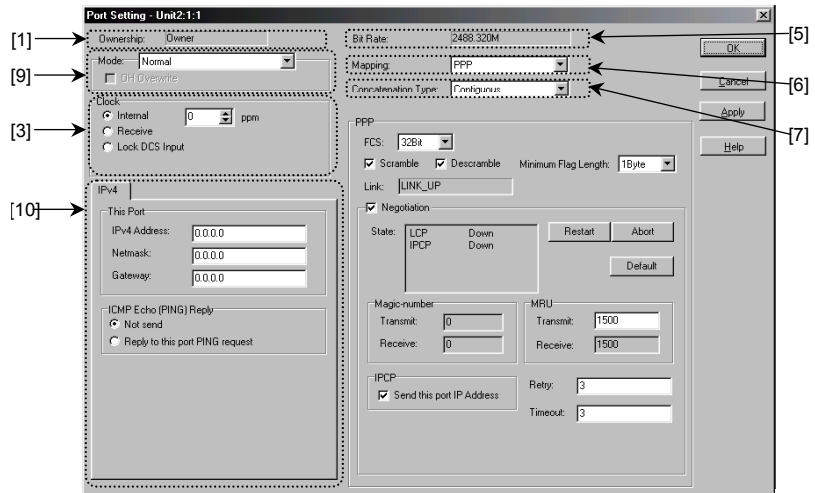 Port Setting - Unit2:1:1
[1]
Ownership: Owner
Bit Rate: 2488.320M
[5]
OK
[9]
Mode: Normal
OH Overwrite
Mapping: PPP
[6]
Cancel
Concatenation Type: Contiguous
[7]
Apply
Help
[3]
Clock
Internal 0 ppm
Receive
Lock DCS Input
PPP
FCS: 32Bit
Scramble Descramble Minimum Flag Length: 1Byte
Link: LINK_UP
[10]
IPv4
This Port
IPv4 Address: 0.0.0.0
Netmask: 0.0.0.0
Gateway: 0.0.0.0
ICMP Echo (PING) Reply
Not send
Reply to this port PING request
Negotiation
State: LCP Down
IPCP Down
Restart Abort
Default
Magic-number
Transmit: 0
Receive: 0
MRU
Transmit: 1500
Receive: 1500
IPCP
Send this port IP Address
Retry: 3
Timeout: 3